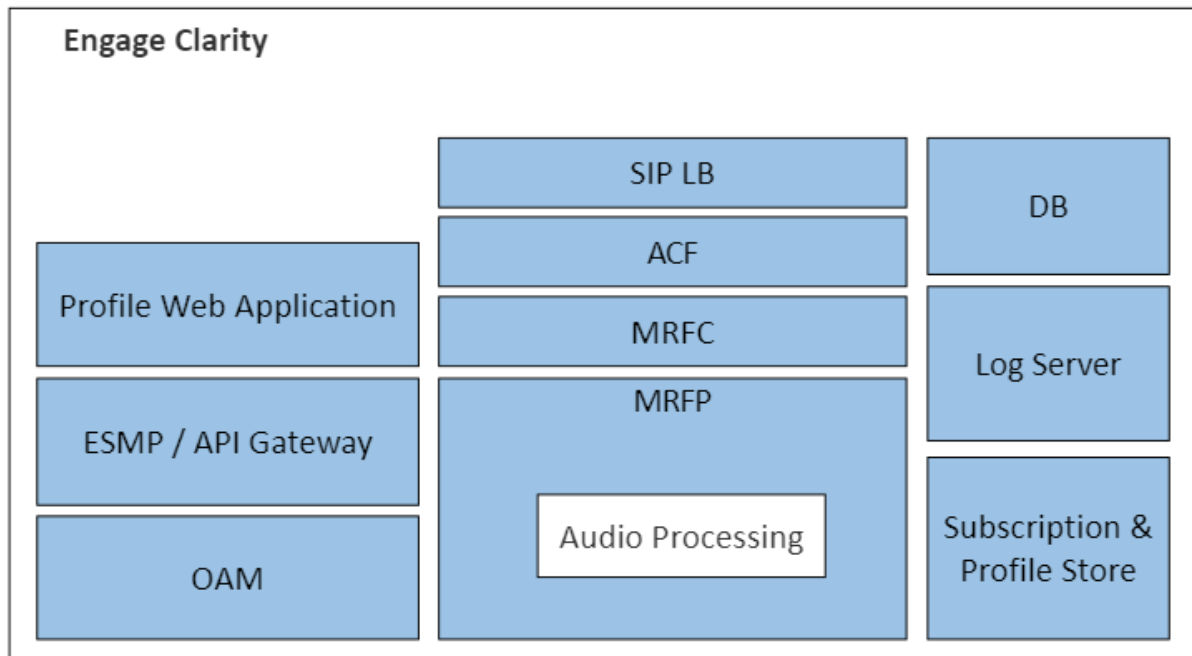 Engage Clarity
Profile Web Application
ESMP / API Gateway
OAM
SIP LB
ACF
MRFC
MRFP
Audio Processing
DB
Log Server
Subscription &
Profile Store